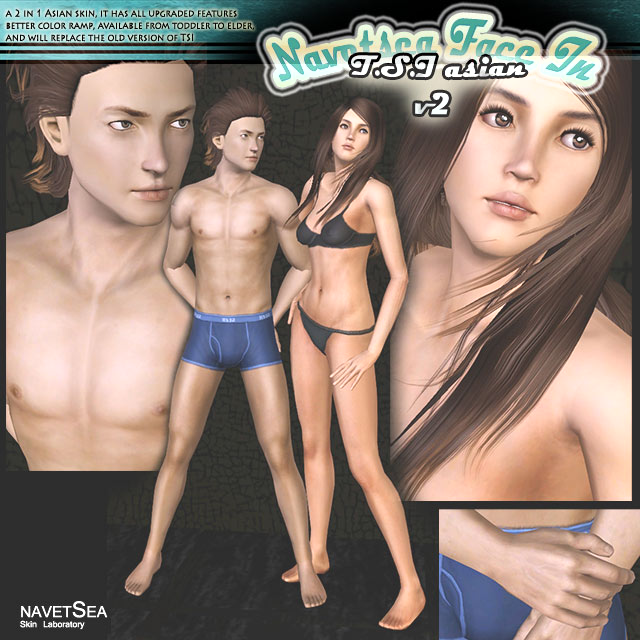 A 2 IN 1 ASIAN SKIN, IT HAS ALL UPGRADED FEATURES
BETTER COLOR RAMP, AVAILABLE FROM TODDLER TO ELDER,
AND WILL REPLACE THE OLD VERSION OF TSI
Navetsea Face In
T.S.I asian
v2
NAVETSEA
Skin Laboratory